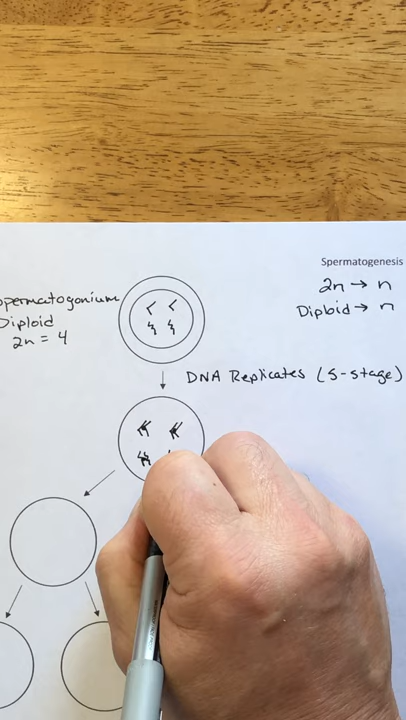 Spermatogenesis
2n → n
Diploid → n
permatogonium
Diploid
2n = 4
DNA Replicates (S-stage)